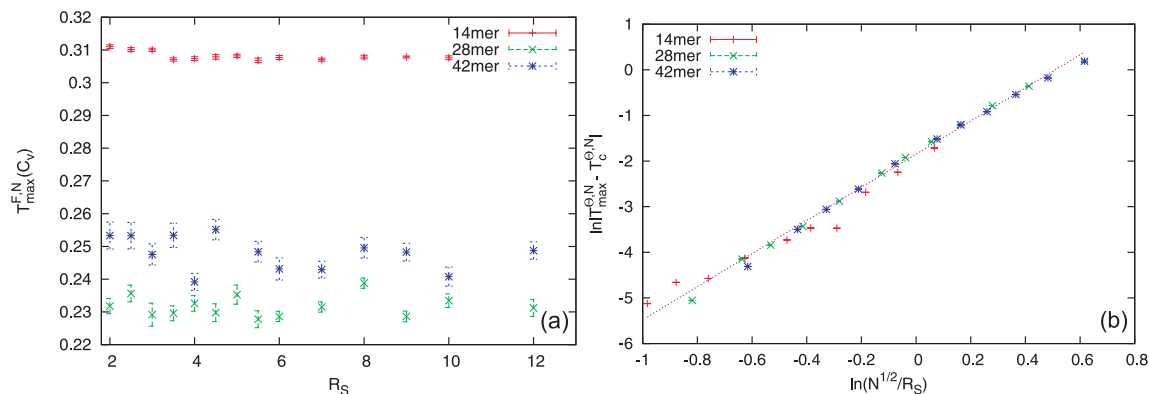 0.32
0.31
0.3
0.29
0.28
0.27
0.26
0.25
0.24
0.23
0.22
T_max^F,N(C_v)
14mer
28mer
42mer
(a)
2 4 6 8 10 12
R_S
1
0
-1
-2
-3
-4
-5
-6
ln|T_max^Θ,N - T_c^Θ,N|
14mer
28mer
42mer
(b)
-1 -0.8 -0.6 -0.4 -0.2 0 0.2 0.4 0.6 0.8
ln(N^1/2/R_S)